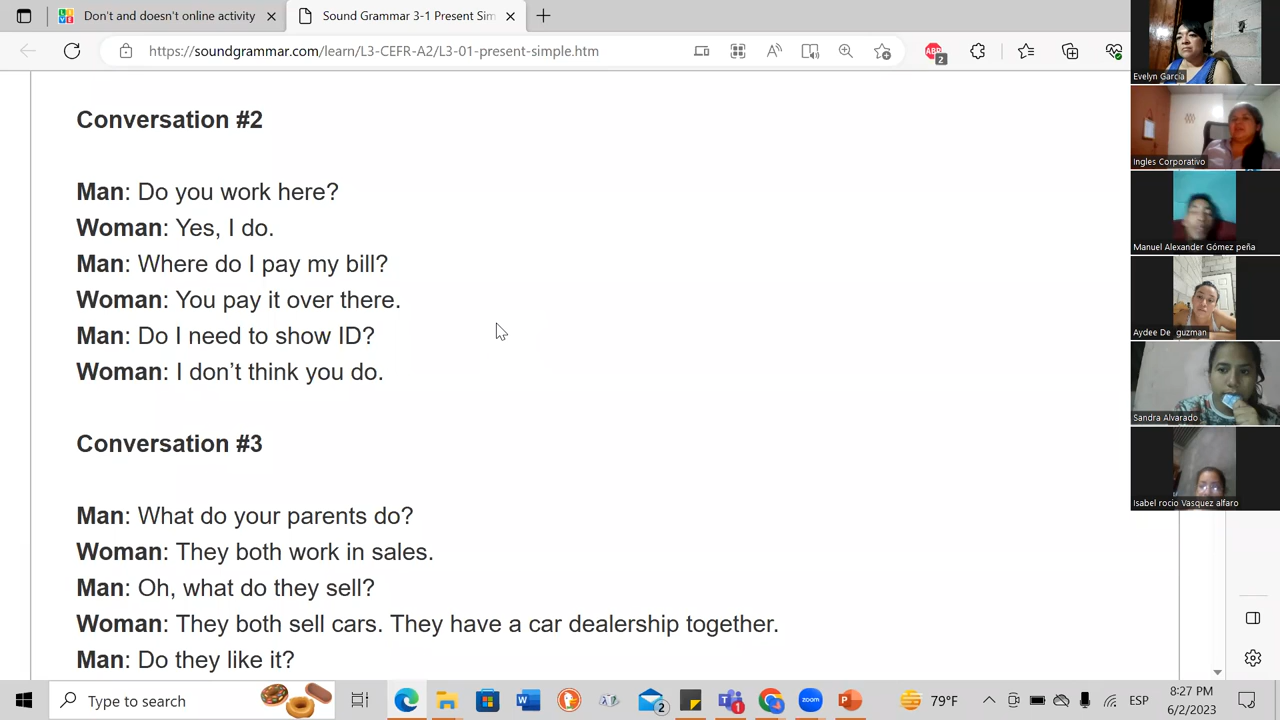 Don't and doesn't online activity
Sound Grammar 3-1 Present Sim
https://soundgrammar.com/learn/L3-CEFR-A2/L3-01-present-simple.htm
Conversation #2
Man: Do you work here?
Woman: Yes, I do.
Man: Where do I pay my bill?
Woman: You pay it over there.
Man: Do I need to show ID?
Woman: I don’t think you do.
Conversation #3
Man: What do your parents do?
Woman: They both work in sales.
Man: Oh, what do they sell?
Woman: They both sell cars. They have a car dealership together.
Man: Do they like it?
Evelyn García
Ingles Corporativo
Manuel Alexander Gómez peña
Aydee De guzman
Sandra Alvarado
Isabel rocio Vasquez alfaro
Type to search
79°F
ESP
8:27 PM
6/2/2023